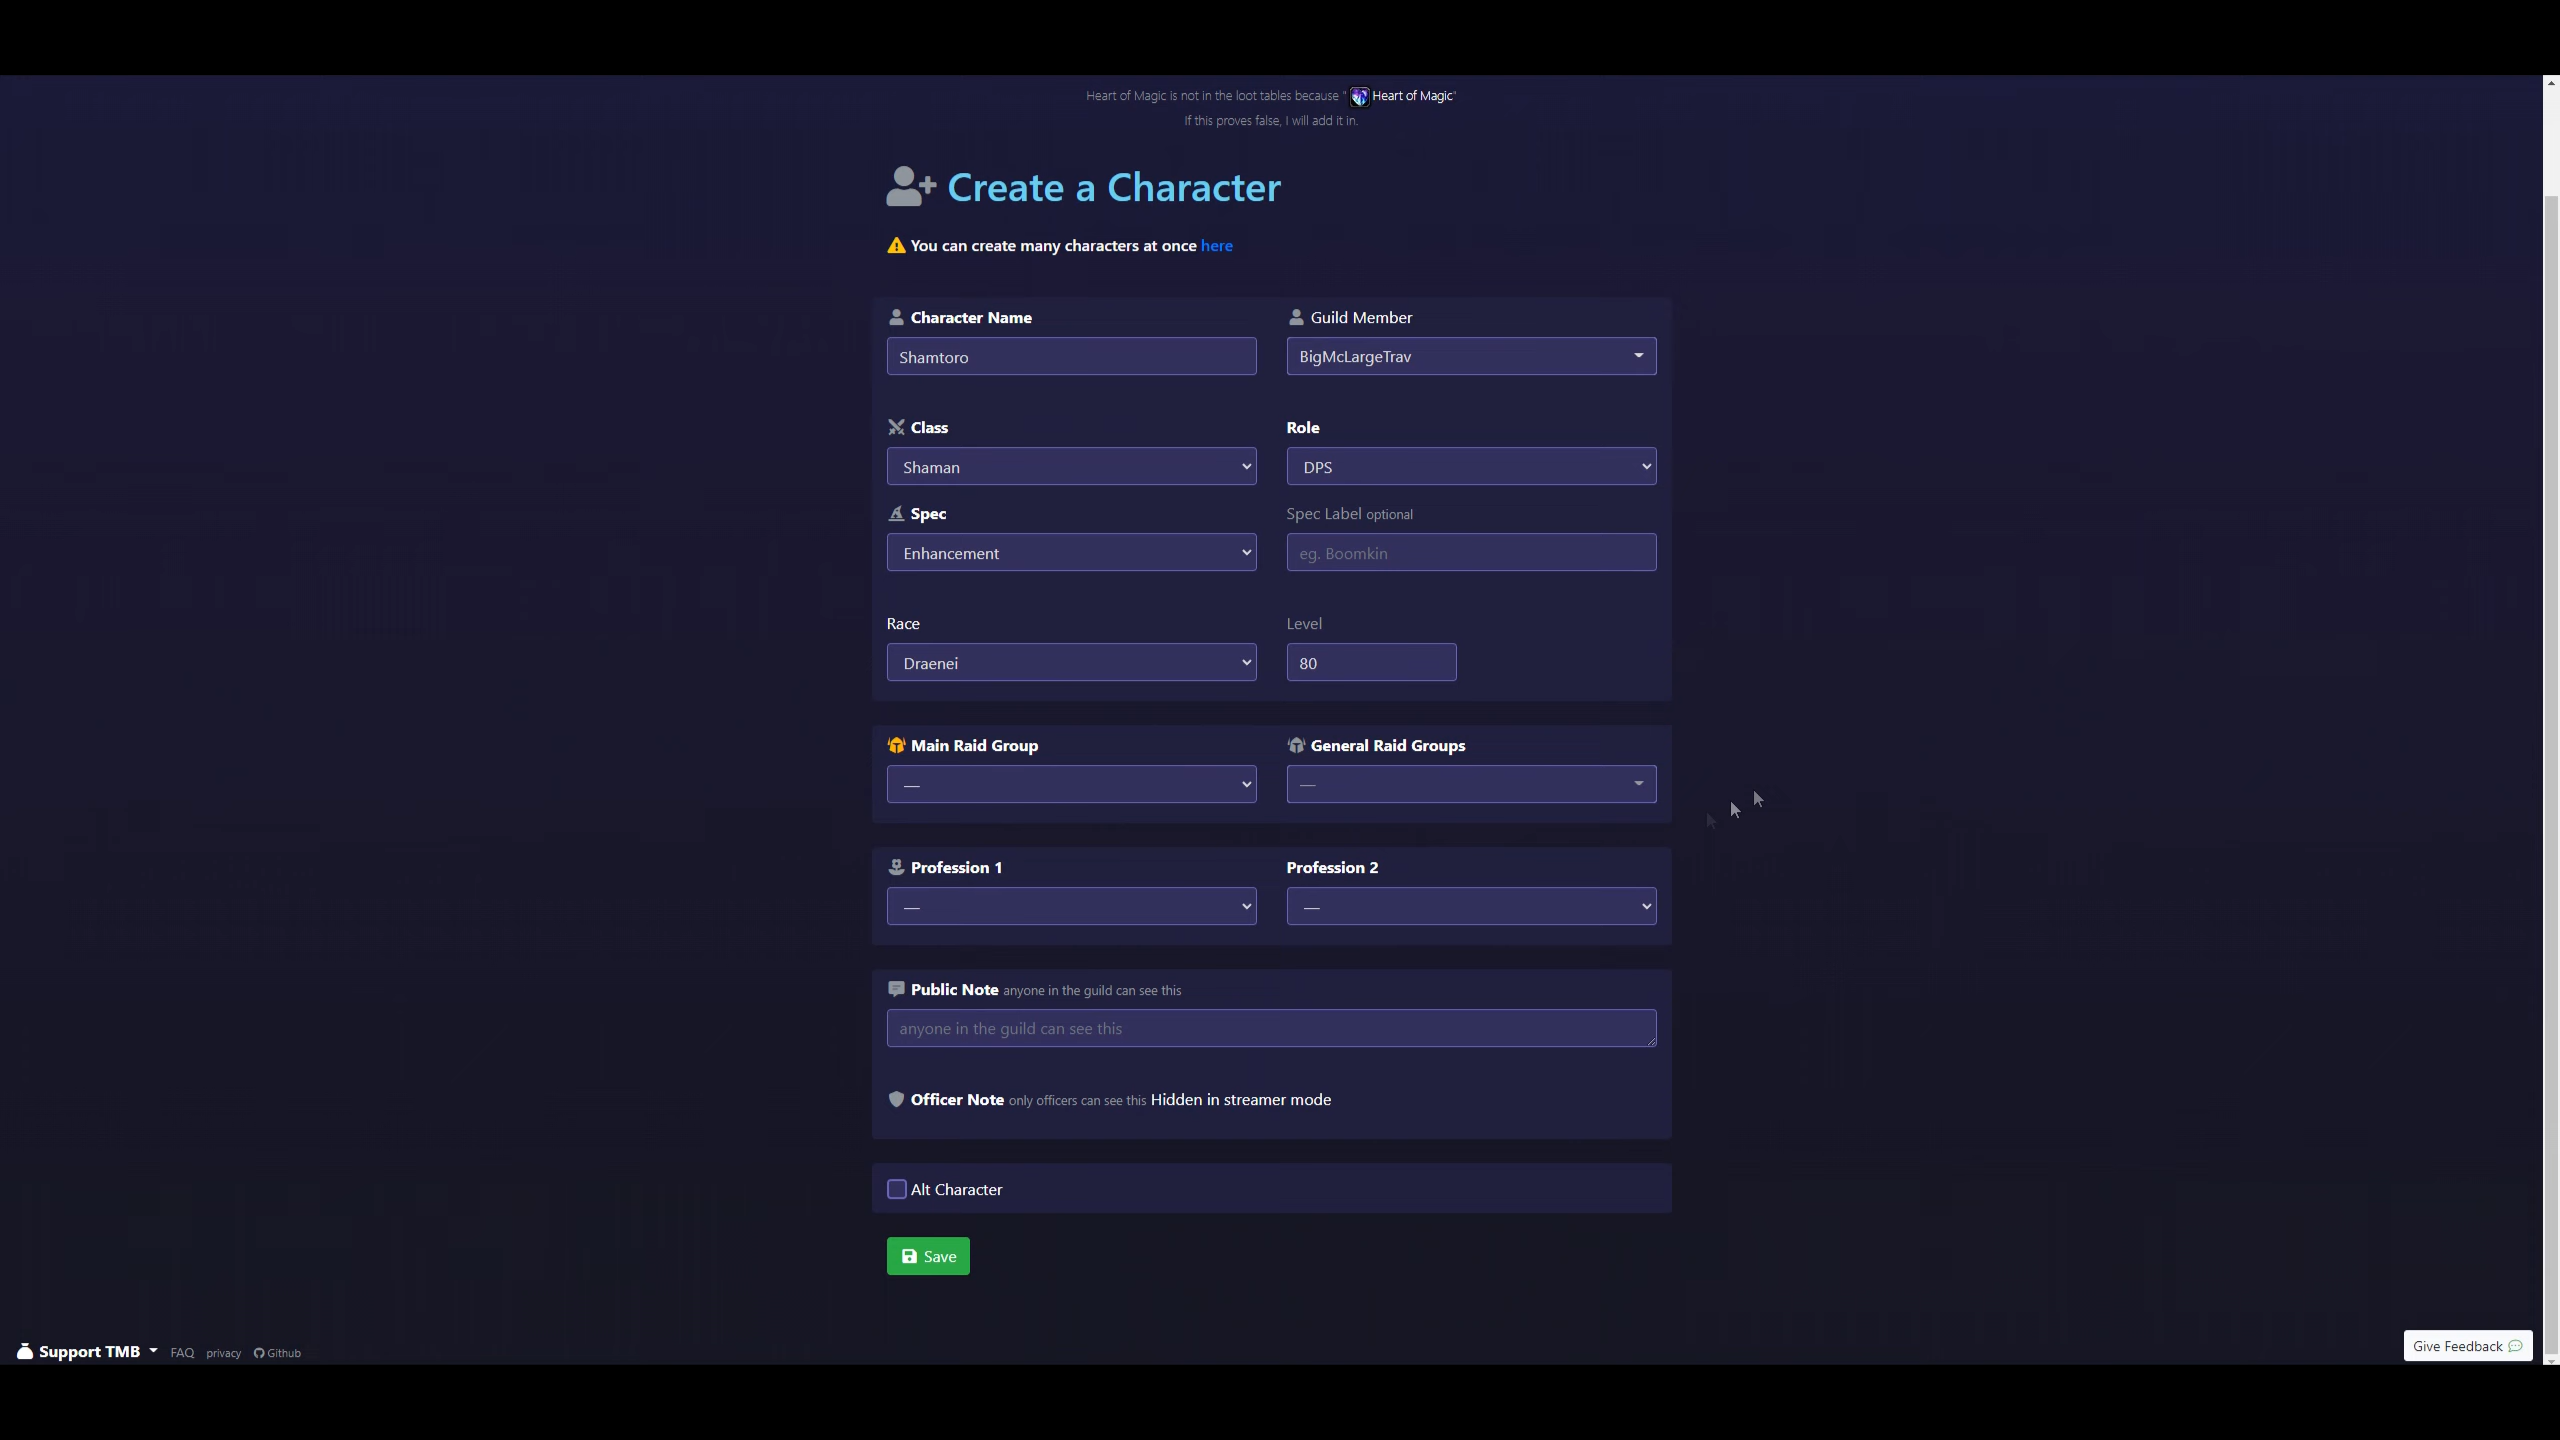 Heart of Magic is not in the loot tables because " Heart of Magic"
If this proves false, I will add it in.
Create a Character
You can create many characters at once here
Character Name
Guild Member
Shamtoro
BigMcLargeTrav
Class
Role
Shaman
DPS
Spec
Spec Label optional
Enhancement
eg. Boomkin
Race
Level
Draenei
80
Main Raid Group
General Raid Groups
—
—
Profession 1
Profession 2
—
—
Public Note anyone in the guild can see this
anyone in the guild can see this
Officer Note only officers can see this Hidden in streamer mode
Alt Character
Save
Support TMB FAQ privacy Github
Give Feedback